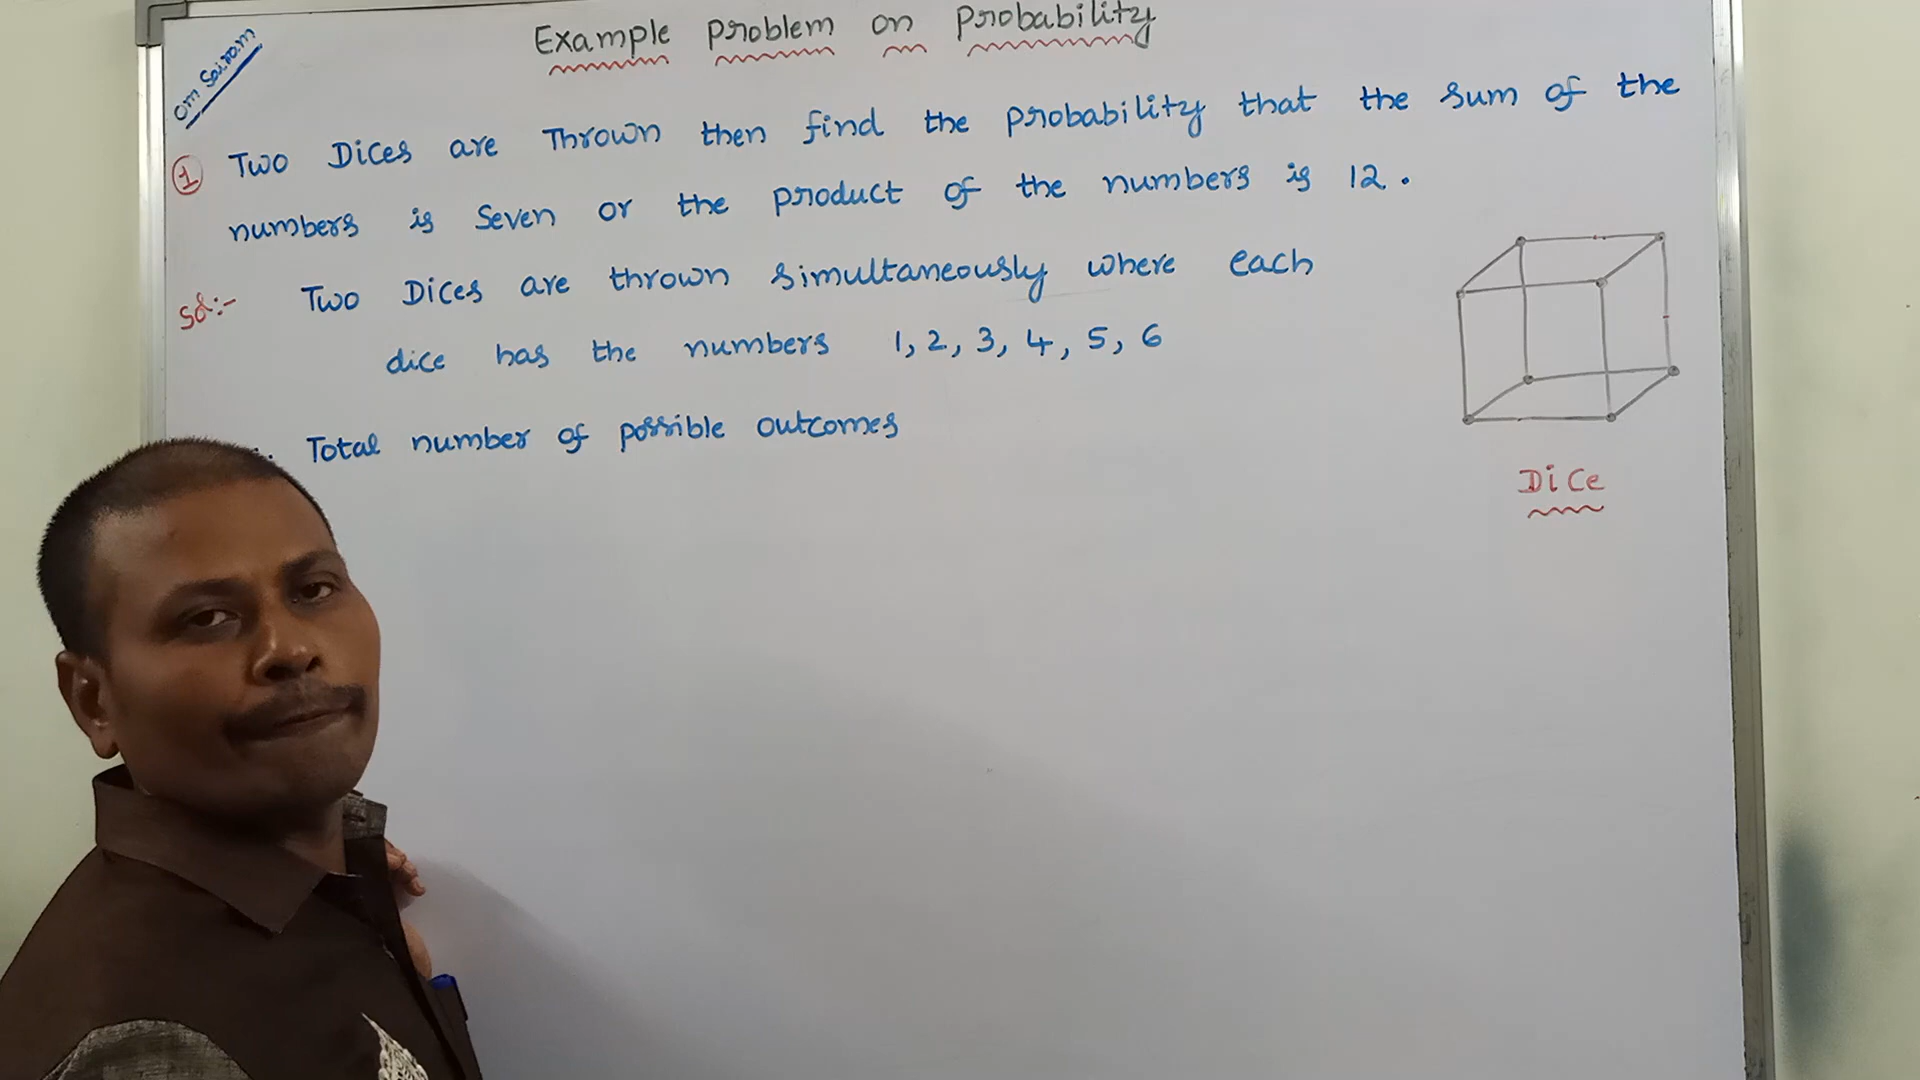 Om Sairam
Example Problem on Probability
① Two Dices are Thrown then find the probability that the sum of the
numbers is Seven or the product of the numbers is 12.
Sol:- Two Dices are thrown simultaneously where each
dice has the numbers 1, 2, 3, 4, 5, 6
Total number of possible outcomes
Dice